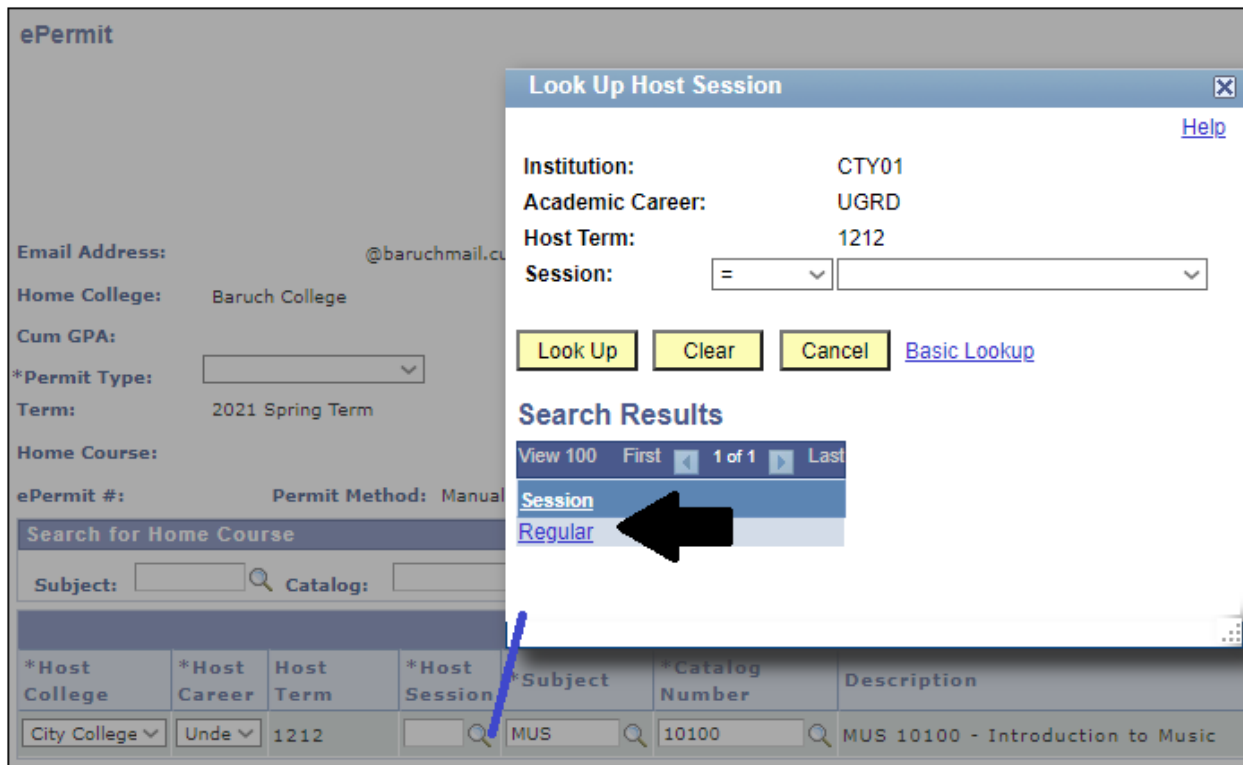 ePermit
Look Up Host Session
Help
Institution: CTY01
Academic Career: UGRD
Host Term: 1212
Session: =
Look Up Clear Cancel Basic Lookup
Search Results
View 100 First 1 of 1 Last
Session
Regular
Email Address: @baruchmail.cu
Home College: Baruch College
Cum GPA:
*Permit Type:
Term: 2021 Spring Term
Home Course:
ePermit #: Permit Method: Manual
Search for Home Course
Subject: Catalog:
*Host College *Host Career Host Term *Host Session *Subject *Catalog Number Description
City College Unde 1212 MUS 10100 MUS 10100 - Introduction to Music